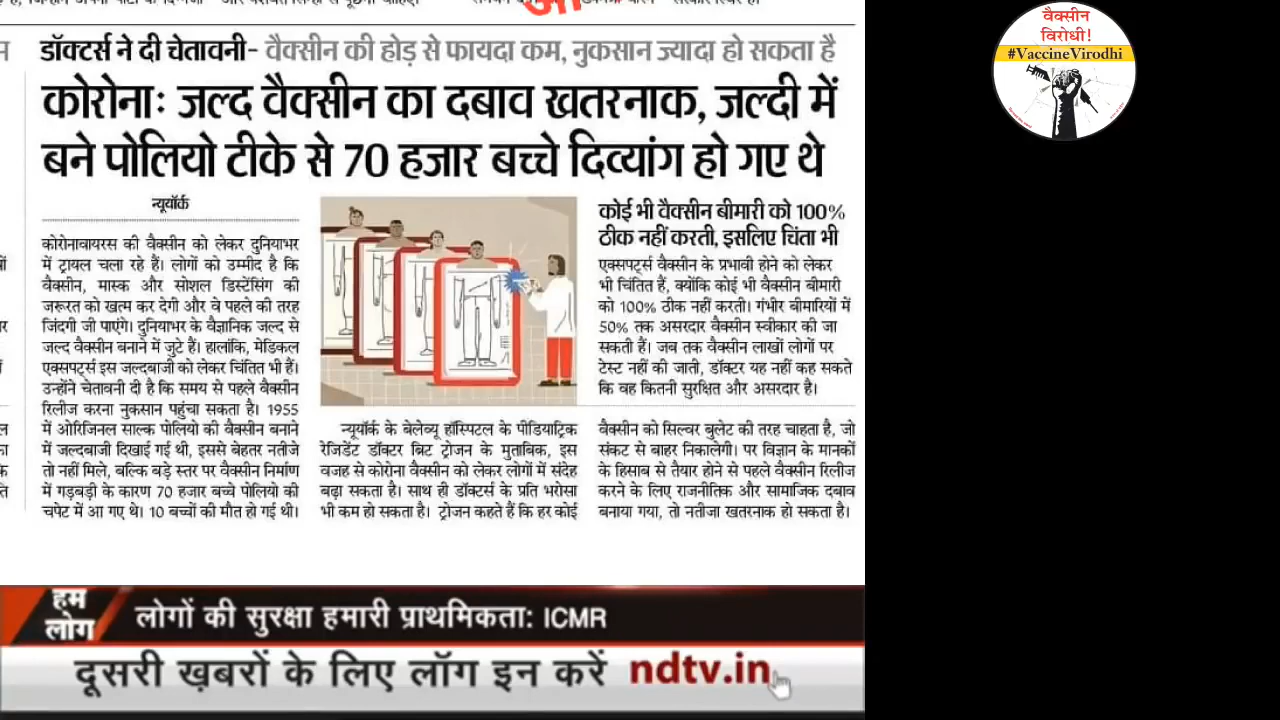 वैक्सीन
विरोधी!
#VaccineVirodhi
डॉक्टर्स ने दी चेतावनी- वैक्सीन की होड़ से फायदा कम, नुकसान ज्यादा हो सकता है
कोरोनाः जल्द वैक्सीन का दबाव खतरनाक, जल्दी में
बने पोलियो टीके से 70 हजार बच्चे दिव्यांग हो गए थे
न्यूयॉर्क
कोरोनावायरस की वैक्सीन को लेकर दुनियाभर
में ट्रायल चला रहे हैं। लोगों को उम्मीद है कि
वैक्सीन, मास्क और सोशल डिस्टेंसिंग की
जरूरत को खत्म कर देगी और वे पहले की तरह
जिंदगी जी पाएंगे। दुनियाभर के वैज्ञानिक जल्द से
जल्द वैक्सीन बनाने में जुटे हैं। हालांकि, मेडिकल
एक्सपर्ट्स इस जल्दबाजी को लेकर चिंतित भी हैं।
उन्होंने चेतावनी दी है कि समय से पहले वैक्सीन
रिलीज करना नुकसान पहुंचा सकता है। 1955
में ओरिजिनल साल्क पोलियो की वैक्सीन बनाने
में जल्दबाजी दिखाई गई थी, इससे बेहतर नतीजे
तो नहीं मिले, बल्कि बड़े स्तर पर वैक्सीन निर्माण
में गड़बड़ी के कारण 70 हजार बच्चे पोलियो की
चपेट में आ गए थे। 10 बच्चों की मौत हो गई थी।
न्यूयॉर्क के बेलेव्यू हॉस्पिटल के पीडियाट्रिक
रेजिडेंट डॉक्टर ब्रिट ट्रोजन के मुताबिक, इस
वजह से कोरोना वैक्सीन को लेकर लोगों में संदेह
बढ़ा सकता है। साथ ही डॉक्टर्स के प्रति भरोसा
भी कम हो सकता है। ट्रोजन कहते हैं कि हर कोई
कोई भी वैक्सीन बीमारी को 100%
ठीक नहीं करती, इसलिए चिंता भी
एक्सपर्ट्स वैक्सीन के प्रभावी होने को लेकर
भी चिंतित हैं, क्योंकि कोई भी वैक्सीन बीमारी
को 100% ठीक नहीं करती। गंभीर बीमारियों में
50% तक असरदार वैक्सीन स्वीकार की जा
सकती हैं। जब तक वैक्सीन लाखों लोगों पर
टेस्ट नहीं की जाती, डॉक्टर यह नहीं कह सकते
कि वह कितनी सुरक्षित और असरदार है।
वैक्सीन को सिल्वर बुलेट की तरह चाहता है, जो
संकट से बाहर निकालेगी। पर विज्ञान के मानकों
के हिसाब से तैयार होने से पहले वैक्सीन रिलीज
करने के लिए राजनीतिक और सामाजिक दबाव
बनाया गया, तो नतीजा खतरनाक हो सकता है।
हम
लोग
लोगों की सुरक्षा हमारी प्राथमिकता: ICMR
दूसरी ख़बरों के लिए लॉग इन करें ndtv.in